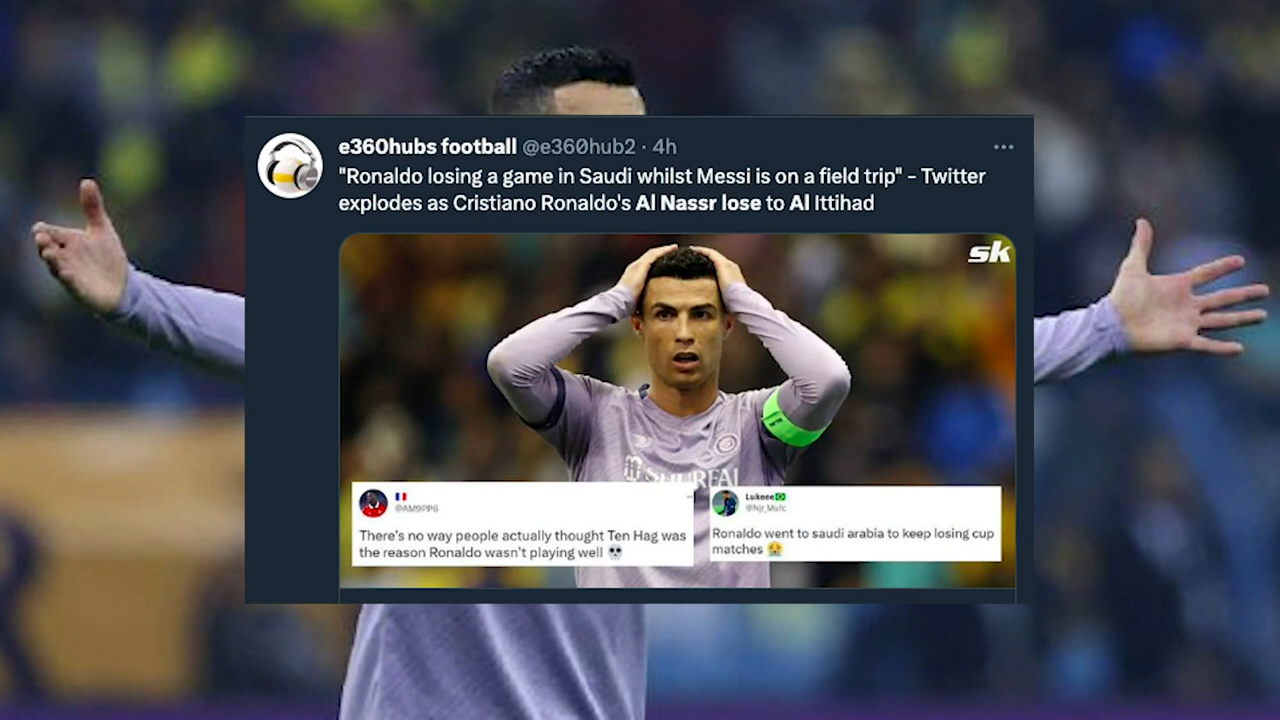 e360hubs football @e360hub2 · 4h
"Ronaldo losing a game in Saudi whilst Messi is on a field trip" – Twitter
explodes as Cristiano Ronaldo's Al Nassr lose to Al Ittihad
sk
@AM9PP6
There's no way people actually thought Ten Hag was
the reason Ronaldo wasn't playing well 💀
Lukeee🇧🇷
@Njr_Mufc
Ronaldo went to saudi arabia to keep losing cup
matches 😭